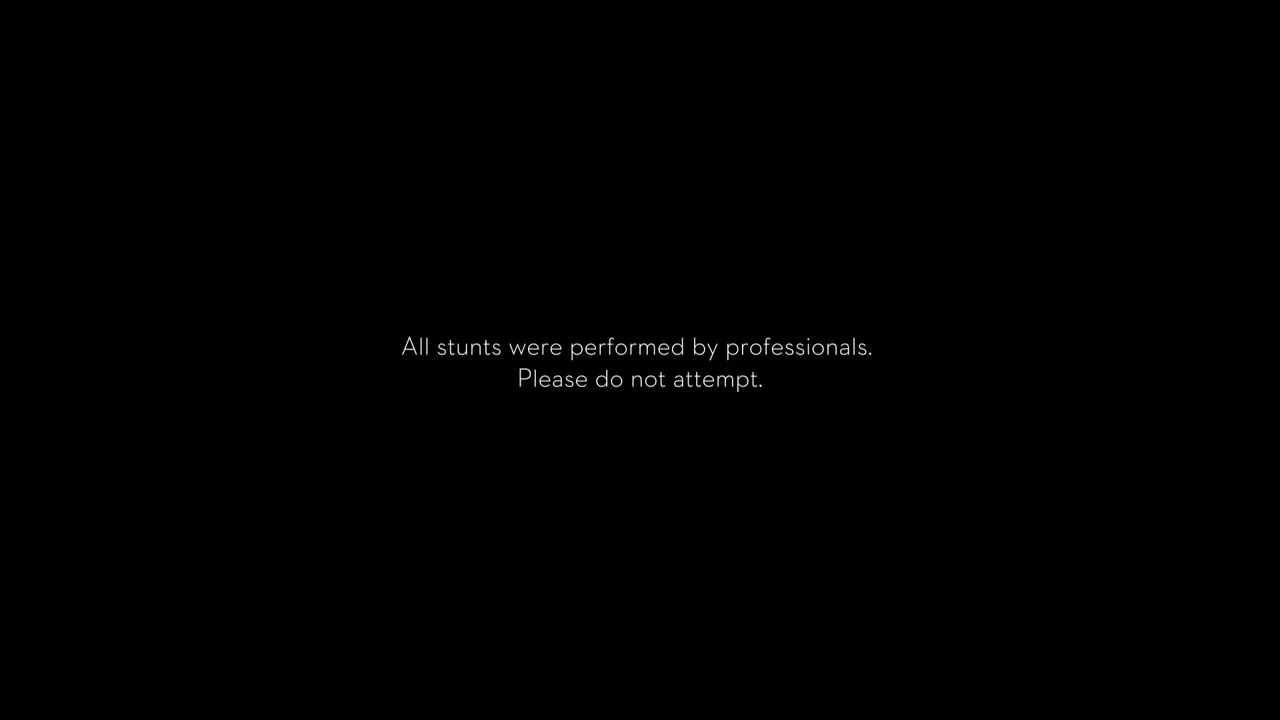 All stunts were performed by professionals.
Please do not attempt.